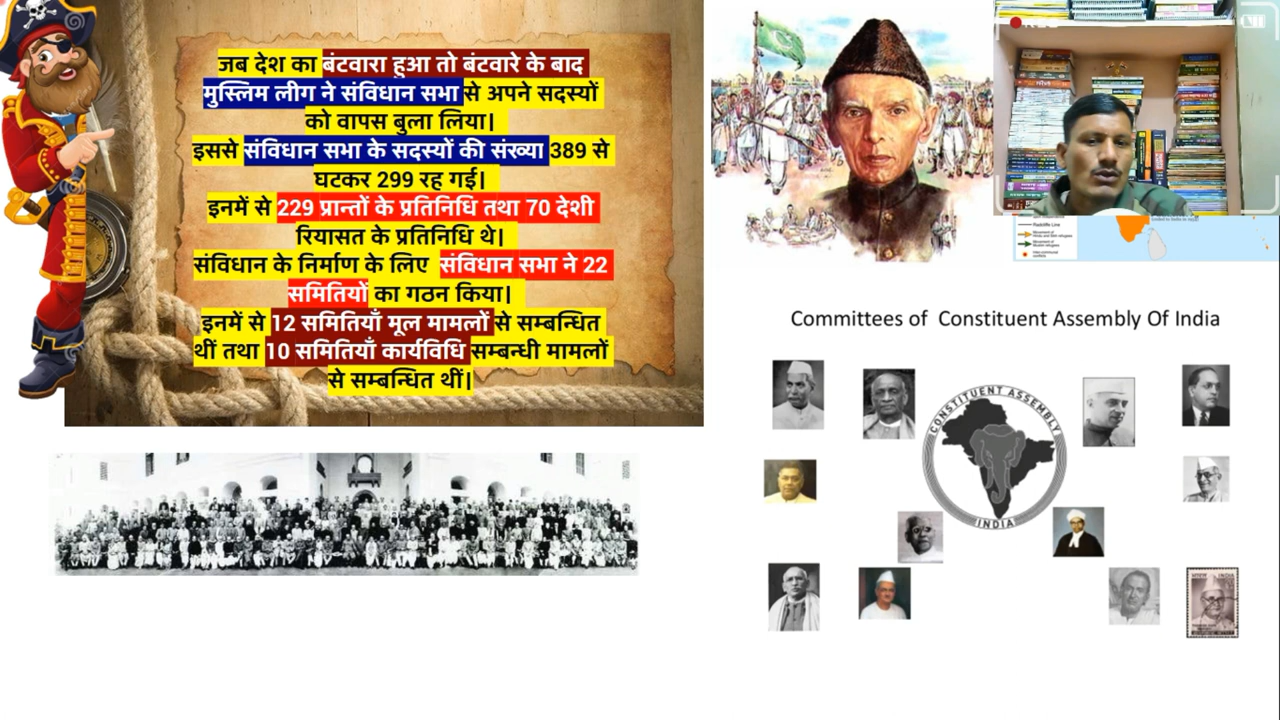 जब देश का बंटवारा हुआ तो बंटवारे के बाद
मुस्लिम लीग ने संविधान सभा से अपने सदस्यों
को वापस बुला लिया|
इससे संविधान सभा के सदस्यों की संख्या 389 से
घटकर 299 रह गई|
इनमें से 229 प्रान्तों के प्रतिनिधि तथा 70 देशी
रियासत के प्रतिनिधि थे|
संविधान के निमाण के लिए संविधान सभा ने 22
समितियों का गठन किया|
इनमें से 12 समितियाँ मूल मामलों से सम्बन्धित
थीं तथा 10 समितियाँ कार्यविधि सम्बन्धी मामलों
से सम्बन्धित थीं|
Radcliffe Line
Committees of Constituent Assembly Of India
CONSTITUENT ASSEMBLY
INDIA